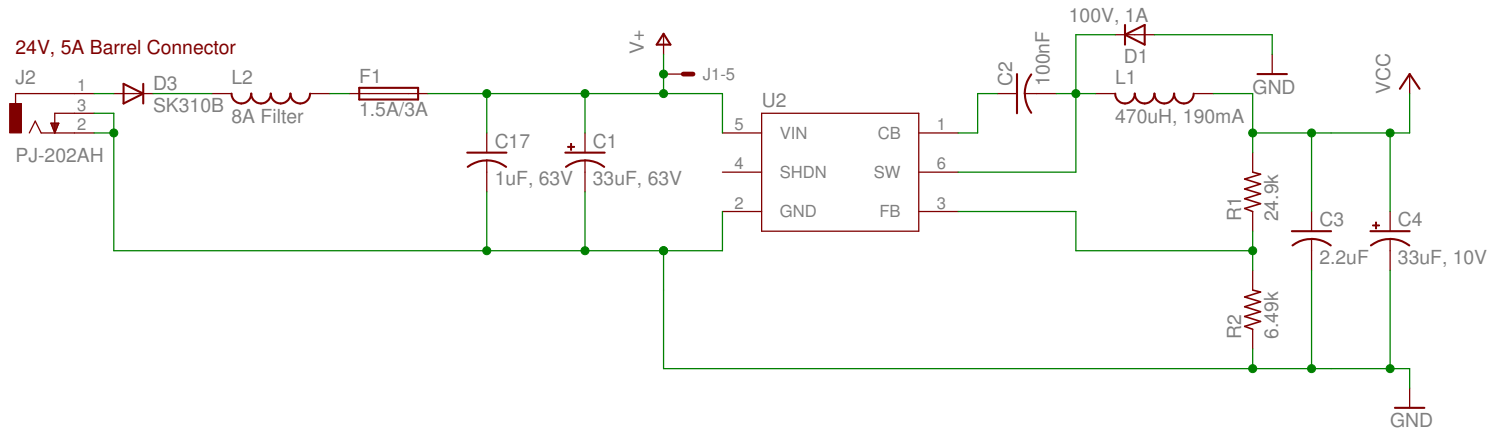 24V, 5A Barrel Connector
J2
1
3
2
PJ-202AH
D3
SK310B
L2
8A Filter
F1
1.5A/3A
V+
J1-5
C17
1uF, 63V
C1
33uF, 63V
U2
5
VIN
4
SHDN
2
GND
CB
1
SW
6
FB
3
C2
100nF
100V, 1A
D1
GND
L1
470uH, 190mA
VCC
R1
24.9k
R2
6.49k
C3
2.2uF
C4
33uF, 10V
GND